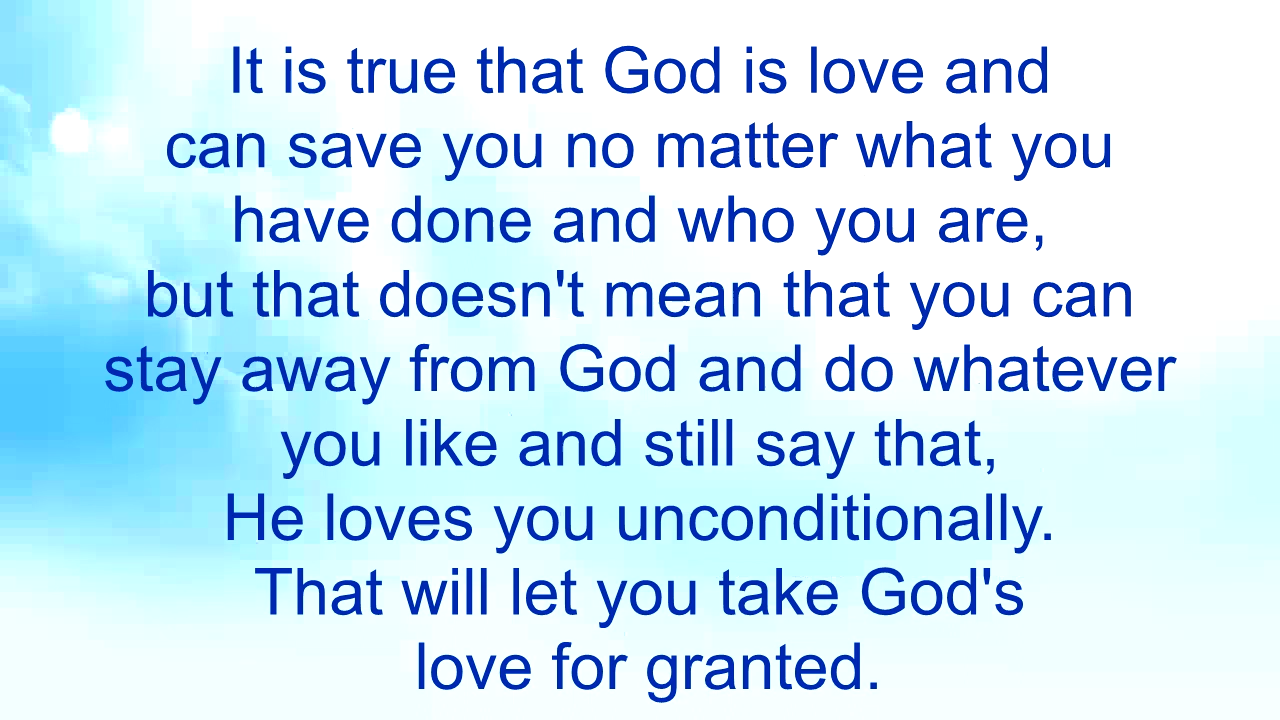 It is true that God is love and
can save you no matter what you
have done and who you are,
but that doesn't mean that you can
stay away from God and do whatever
you like and still say that,
He loves you unconditionally.
That will let you take God's
love for granted.